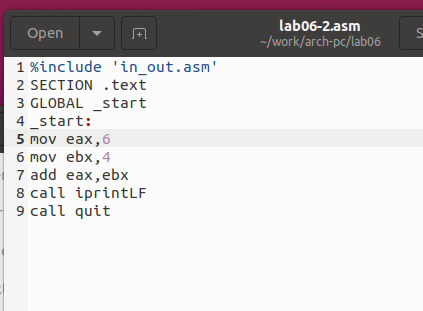 Open
lab06-2.asm
~/work/arch-pc/lab06
S
1 %include 'in_out.asm'
2 SECTION .text
3 GLOBAL _start
4 _start:
5 mov eax,6
6 mov ebx,4
7 add eax,ebx
8 call iprintLF
9 call quit